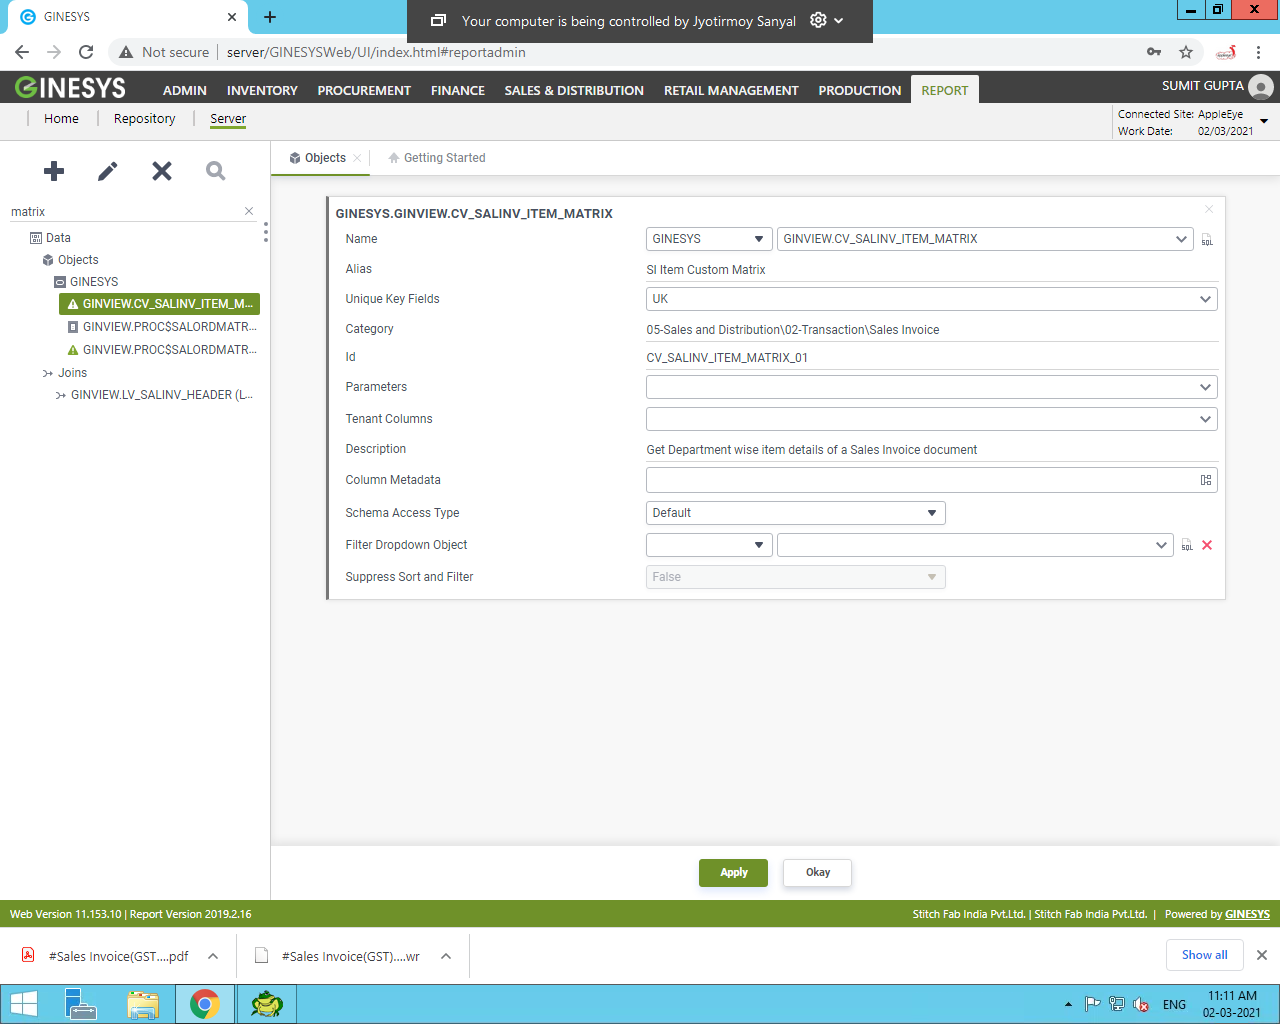 GINESYS
Your computer is being controlled by Jyotirmoy Sanyal
Not secure
server/GINESYSWeb/UI/index.html#reportadmin
GINESYS
ADMIN
INVENTORY
PROCUREMENT
FINANCE
SALES & DISTRIBUTION
RETAIL MANAGEMENT
PRODUCTION
REPORT
SUMIT GUPTA
Home
Repository
Server
Connected Site: AppleEye
Work Date: 02/03/2021
matrix
Data
Objects
GINESYS
GINVIEW.CV_SALINV_ITEM_M...
GINVIEW.PROC$SALORDMATR...
GINVIEW.PROC$SALORDMATR...
Joins
GINVIEW.LV_SALINV_HEADER (L...
Objects
Getting Started
GINESYS.GINVIEW.CV_SALINV_ITEM_MATRIX
Name
GINESYS
GINVIEW.CV_SALINV_ITEM_MATRIX
SQL
Alias
SI Item Custom Matrix
Unique Key Fields
UK
Category
05-Sales and Distribution\02-Transaction\Sales Invoice
Id
CV_SALINV_ITEM_MATRIX_01
Parameters
Tenant Columns
Description
Get Department wise item details of a Sales Invoice document
Column Metadata
Schema Access Type
Default
Filter Dropdown Object
SQL
Suppress Sort and Filter
False
Apply
Okay
Web Version 11.153.10 | Report Version 2019.2.16
Stitch Fab India Pvt.Ltd. | Stitch Fab India Pvt.Ltd. | Powered by GINESYS
#Sales Invoice(GST....pdf
#Sales Invoice(GST)....wr
Show all
ENG
11:11 AM
02-03-2021